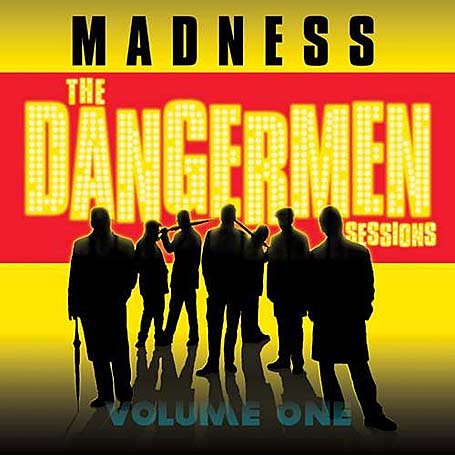 MADNESS
THE
DANGERMEN
SESSIONS
VOLUME ONE